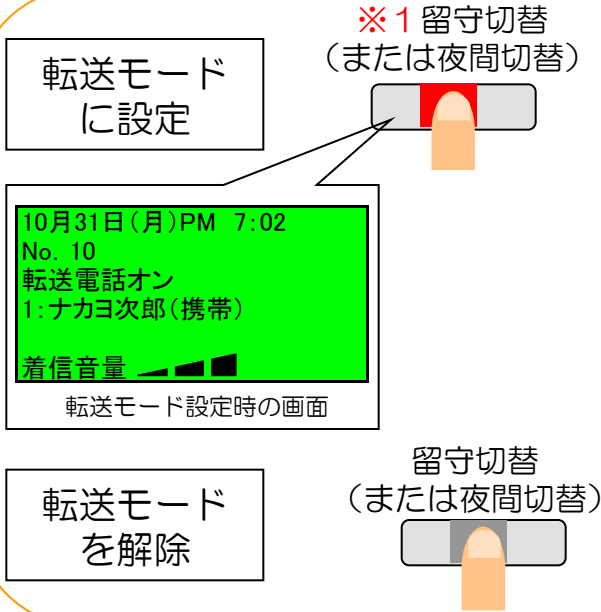 ※１留守切替
（または夜間切替）
転送モード
に設定
10月31日（月）PM 7:02
No. 10
転送電話オン
1:ナカヨ次郎（携帯）
着信音量
転送モード設定時の画面
留守切替
（または夜間切替）
転送モード
を解除